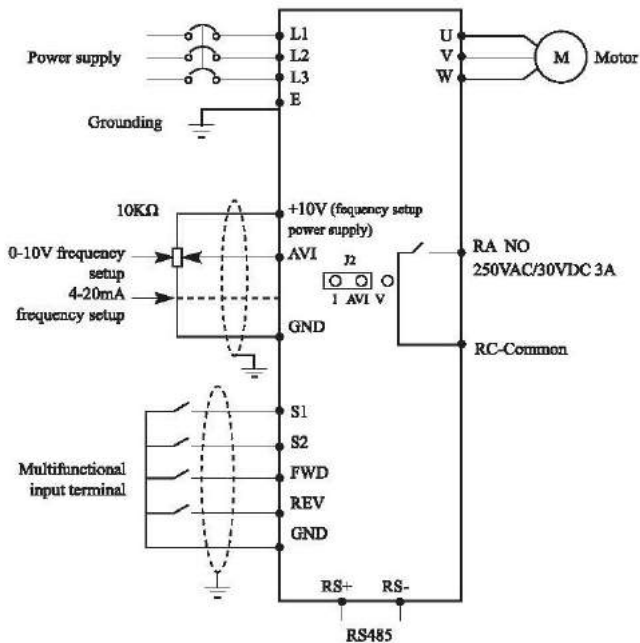 Power supply
L1
L2
L3
E
Grounding
U
V
W
M
Motor
10KΩ
+10V (fequency setup
power supply)
0-10V frequency
setup
AVI
4-20mA
frequency setup
GND
J2
1 AVI V
RA NO
250VAC/30VDC 3A
RC-Common
Multifunctional
input terminal
S1
S2
FWD
REV
GND
RS+ RS-
RS485